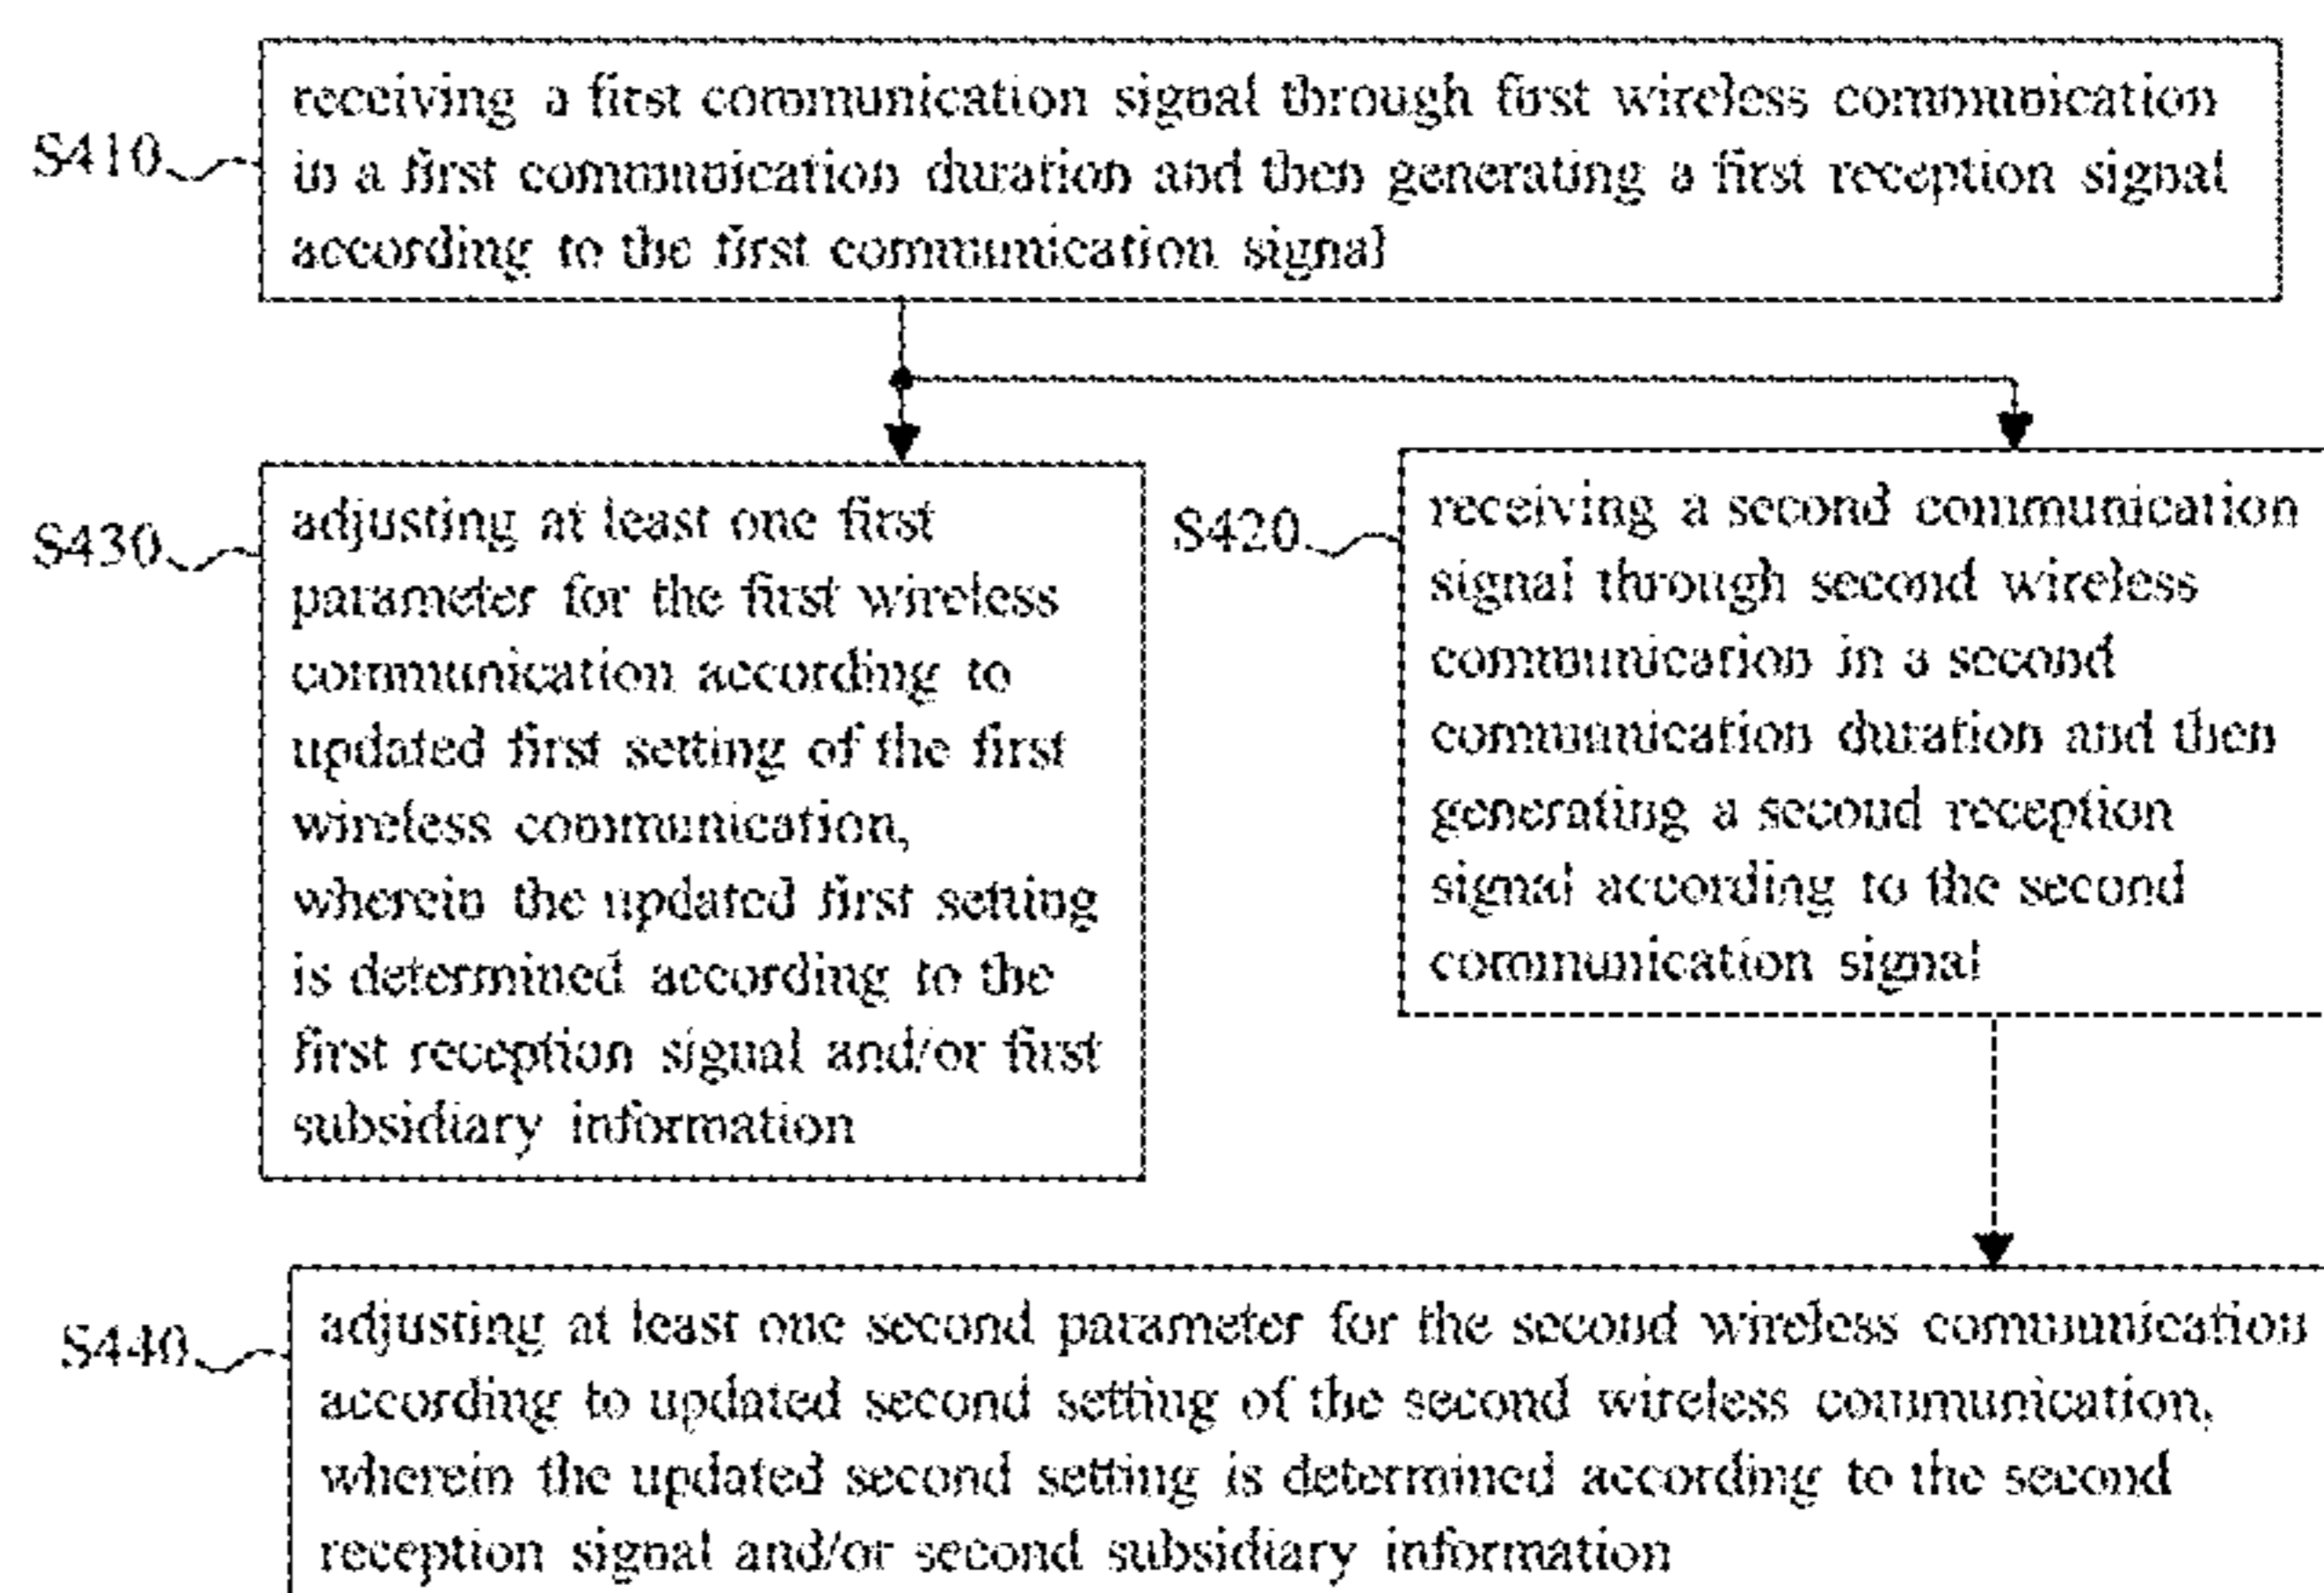 S410
receiving a first communication signal through first wireless communication
in a first communication duration and then generating a first reception signal
according to the first communication signal
S430
adjusting at least one first
parameter for the first wireless
communication according to
updated first setting of the first
wireless communication,
wherein the updated first setting
is determined according to the
first reception signal and/or first
subsidiary information
S420
receiving a second communication
signal through second wireless
communication in a second
communication duration and then
generating a second reception
signal according to the second
communication signal
S440
adjusting at least one second parameter for the second wireless communication
according to updated second setting of the second wireless communication,
wherein the updated second setting is determined according to the second
reception signal and/or second subsidiary information